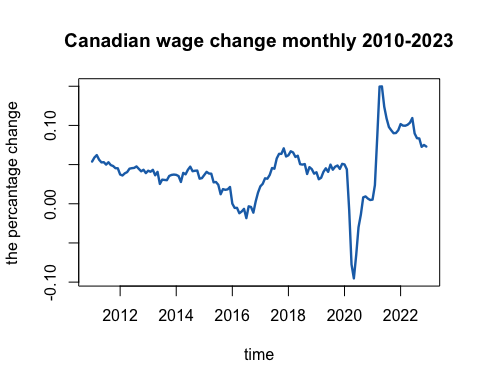 Canadian wage change monthly 2010-2023
the percantage change
0.10
0.00
-0.10
2012 2014 2016 2018 2020 2022
time